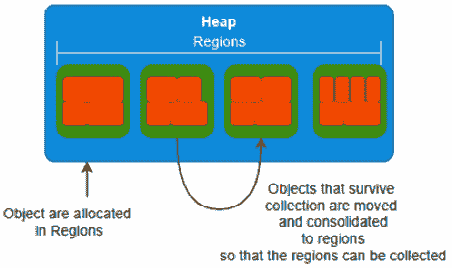 Heap
Regions
Object are allocated
in Regions
Objects that survive
collection are moved
and consolidated
to regions
so that the regions can be collected